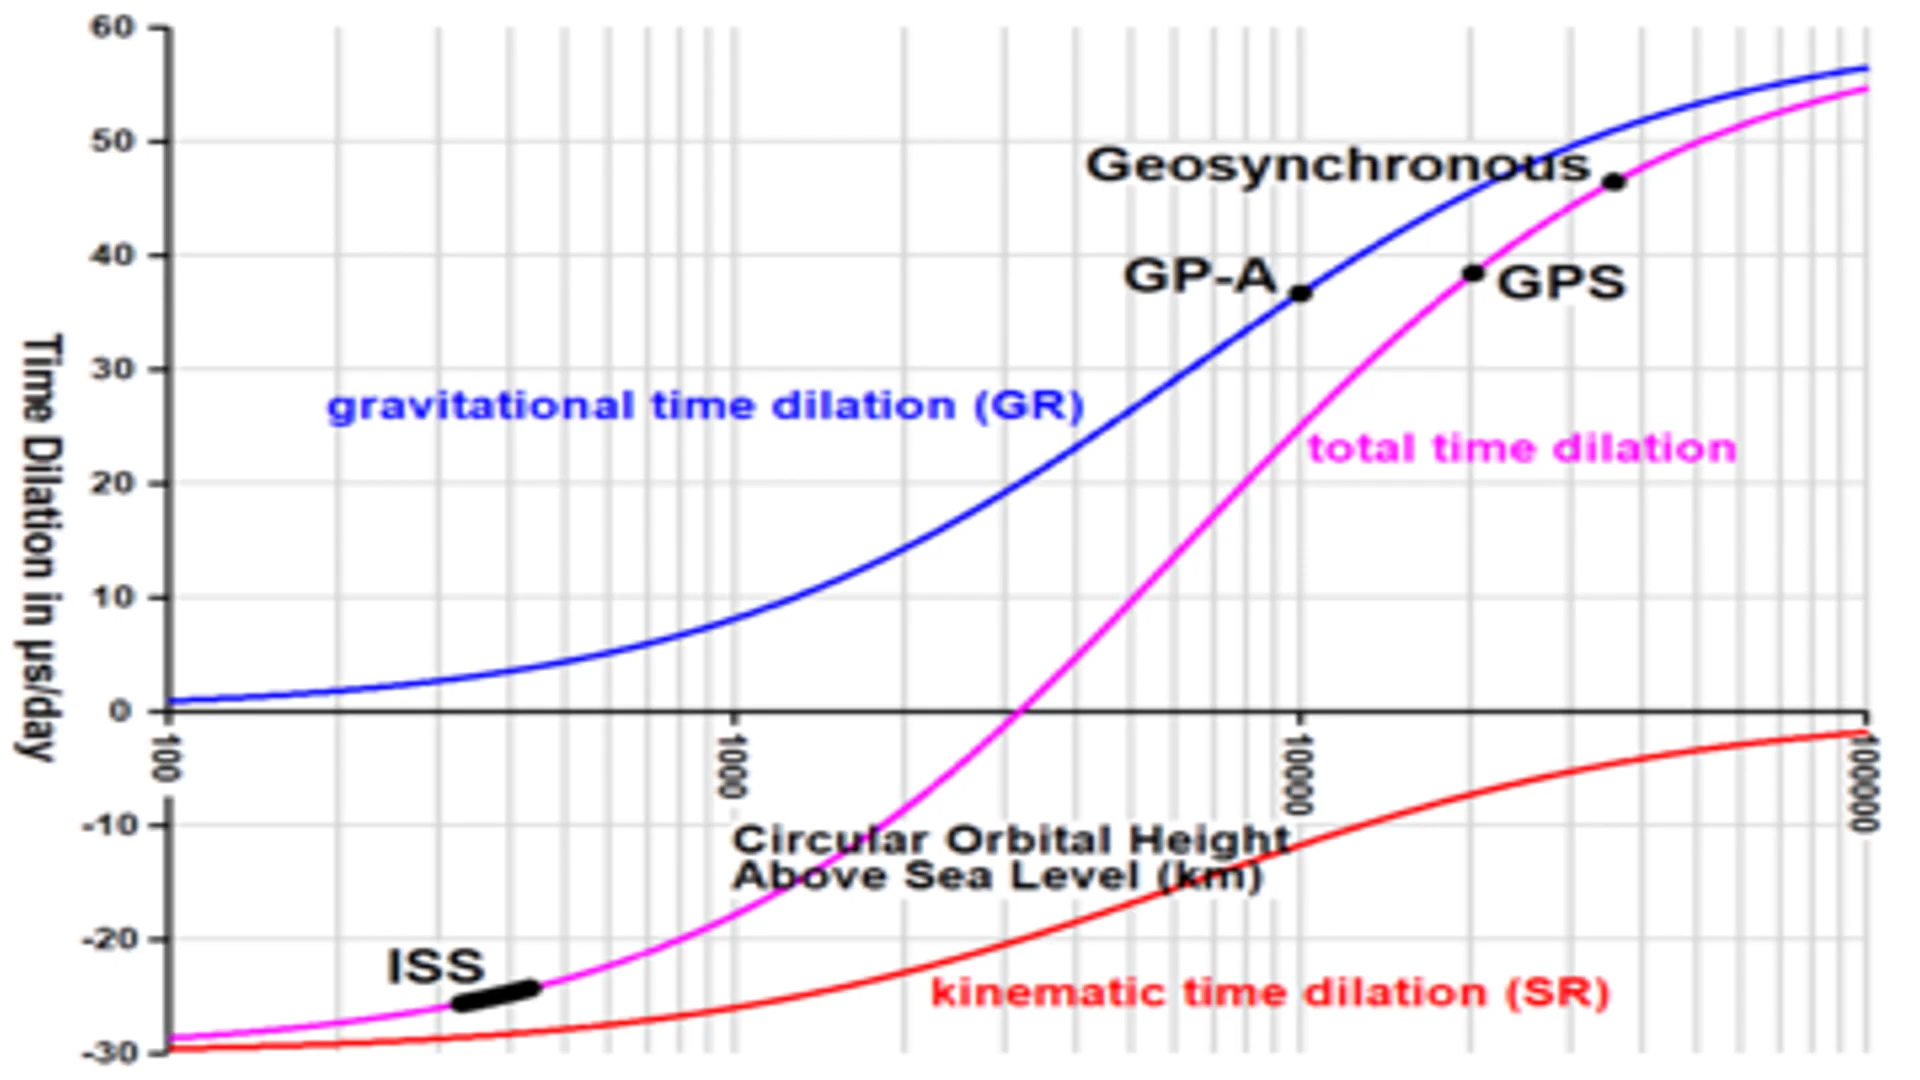 60
50
Geosynchronous
40
GP-A
GPS
30
gravitational time dilation (GR)
total time dilation
20
10
0
Time Dilation in µs/day
100
1000
10000
100000
-10
Circular Orbital Height
Above Sea Level (km)
-20
ISS
kinematic time dilation (SR)
-30